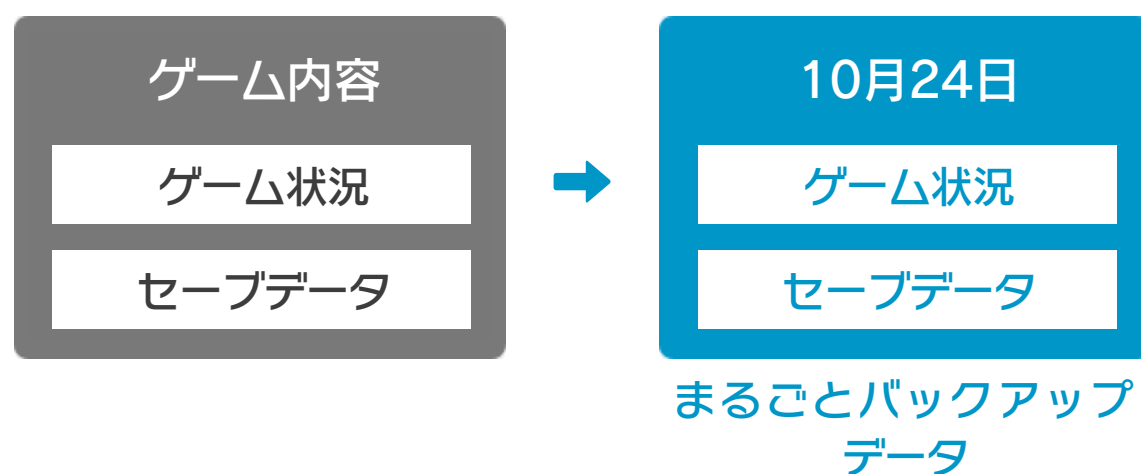 ゲーム内容
ゲーム状況
セーブデータ
10月24日
ゲーム状況
セーブデータ
まるごとバックアップ
データ